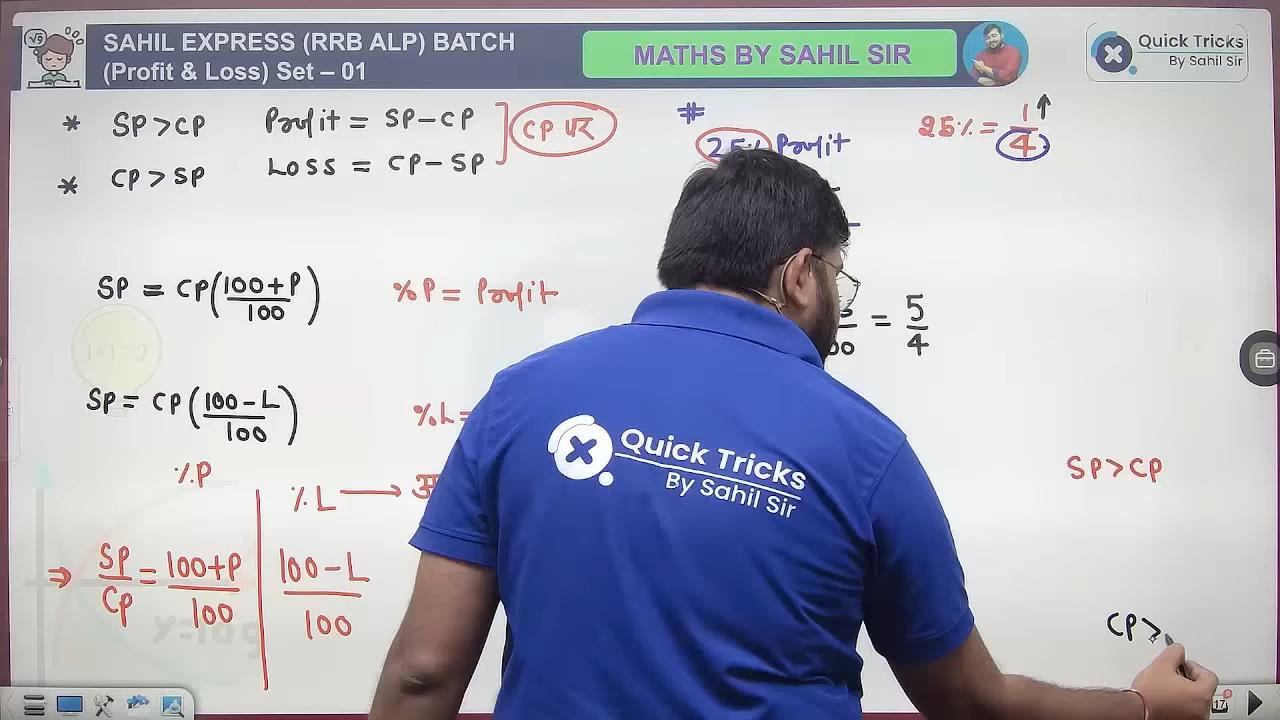 SAHIL EXPRESS (RRB ALP) BATCH
(Profit & Loss) Set – 01
MATHS BY SAHIL SIR
Quick Tricks
By Sahil Sir
* SP > CP Profit = SP – CP
* CP > SP Loss = CP – SP
CP पर
#
25% Profit
25% = 1/4 ↑
SP = CP(100+P/100) %P = Profit
= 5/4
SP = CP(100-L/100) %L =
SP > CP
%P
%L →
⇒ SP/CP = 100+P/100 | 100-L/100
CP >
Quick Tricks
By Sahil Sir